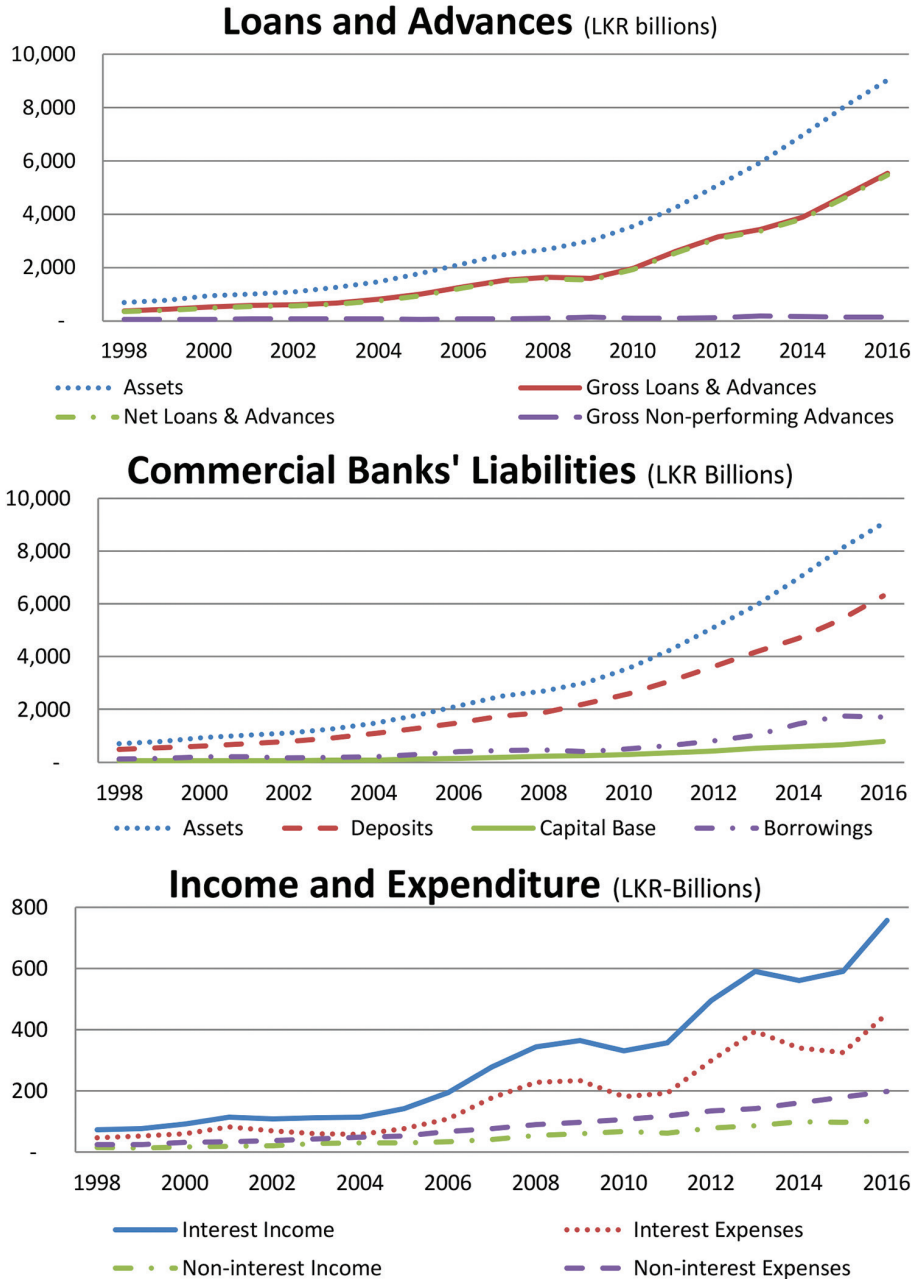 Loans and Advances (LKR billions)
10,000
8,000
6,000
4,000
2,000
-
1998 2000 2002 2004 2006 2008 2010 2012 2014 2016
Assets Gross Loans & Advances
Net Loans & Advances Gross Non-performing Advances
Commercial Banks' Liabilities (LKR Billions)
10,000
8,000
6,000
4,000
2,000
-
1998 2000 2002 2004 2006 2008 2010 2012 2014 2016
Assets Deposits Capital Base Borrowings
Income and Expenditure (LKR-Billions)
800
600
400
200
-
1998 2000 2002 2004 2006 2008 2010 2012 2014 2016
Interest Income Interest Expenses
Non-interest Income Non-interest Expenses